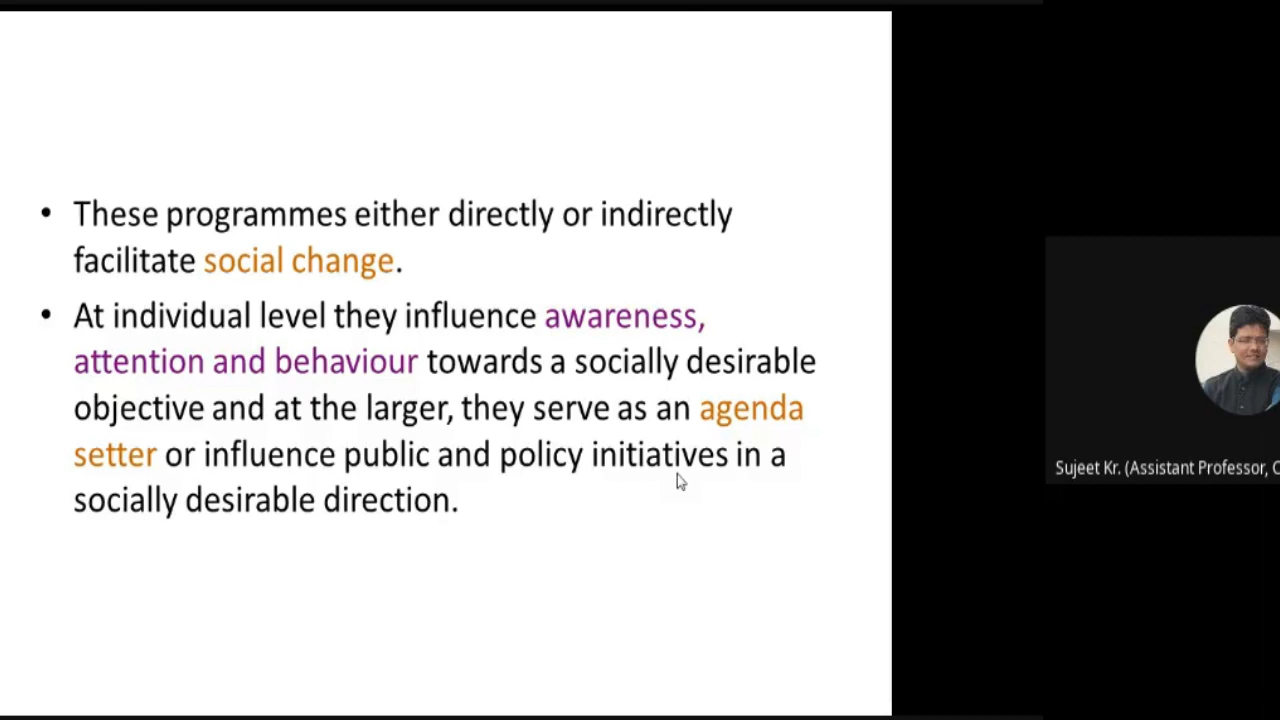 • These programmes either directly or indirectly
facilitate social change.
• At individual level they influence awareness,
attention and behaviour towards a socially desirable
objective and at the larger, they serve as an agenda
setter or influence public and policy initiatives in a
socially desirable direction.
Sujeet Kr. (Assistant Professor,